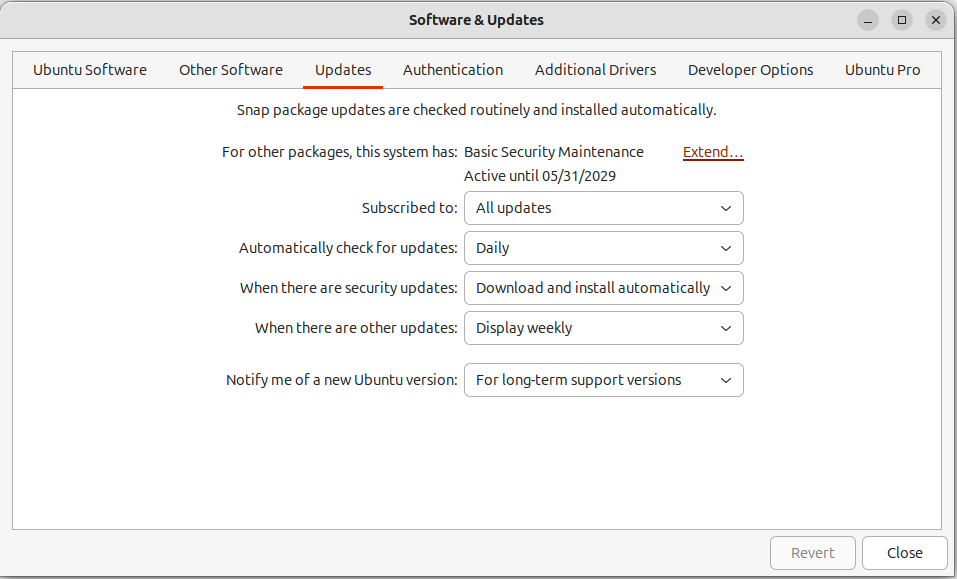 Software & Updates
Ubuntu Software Other Software Updates Authentication Additional Drivers Developer Options Ubuntu Pro
Snap package updates are checked routinely and installed automatically.
For other packages, this system has: Basic Security Maintenance Extend...
Active until 05/31/2029
Subscribed to: All updates
Automatically check for updates: Daily
When there are security updates: Download and install automatically
When there are other updates: Display weekly
Notify me of a new Ubuntu version: For long-term support versions
Revert Close